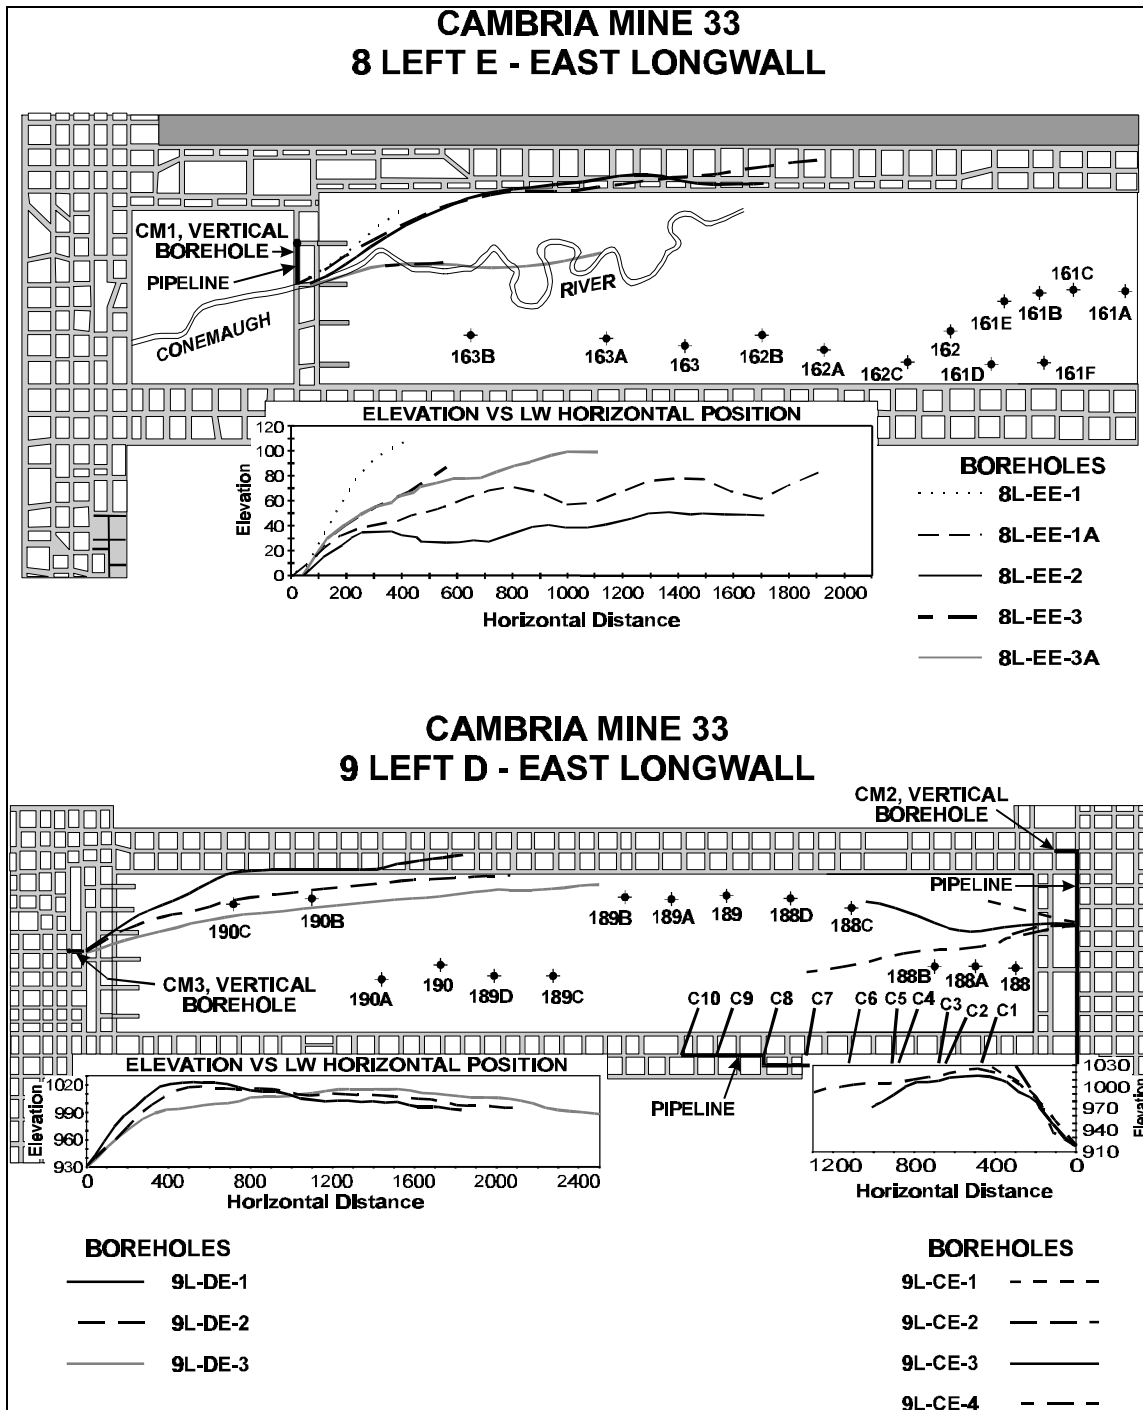 CAMBRIA MINE 33
8 LEFT E - EAST LONGWALL
CM1, VERTICAL
BOREHOLE
PIPELINE
CONEMAUGH
RIVER
161C
161B
161A
161E
162
163B
163A
163
162B
162A
162C
161D
161F
ELEVATION VS LW HORIZONTAL POSITION
Elevation
120
100
80
60
40
20
0
0 200 400 600 800 1000 1200 1400 1600 1800 2000
Horizontal Distance
BOREHOLES
8L-EE-1
8L-EE-1A
8L-EE-2
8L-EE-3
8L-EE-3A
CAMBRIA MINE 33
9 LEFT D - EAST LONGWALL
CM2, VERTICAL
BOREHOLE
PIPELINE
190C
190B
189B
189A
189
188D
188C
CM3, VERTICAL
BOREHOLE
190A
190
189D
189C
188B
188A
188
C10 C9 C8 C7 C6 C5 C4 C3 C2 C1
PIPELINE
ELEVATION VS LW HORIZONTAL POSITION
Elevation
1020
990
960
930
0 400 800 1200 1600 2000 2400
Horizontal Distance
1030
1000
970
940
910
Elevation
1200 800 400 0
Horizontal Distance
BOREHOLES
9L-DE-1
9L-DE-2
9L-DE-3
BOREHOLES
9L-CE-1
9L-CE-2
9L-CE-3
9L-CE-4